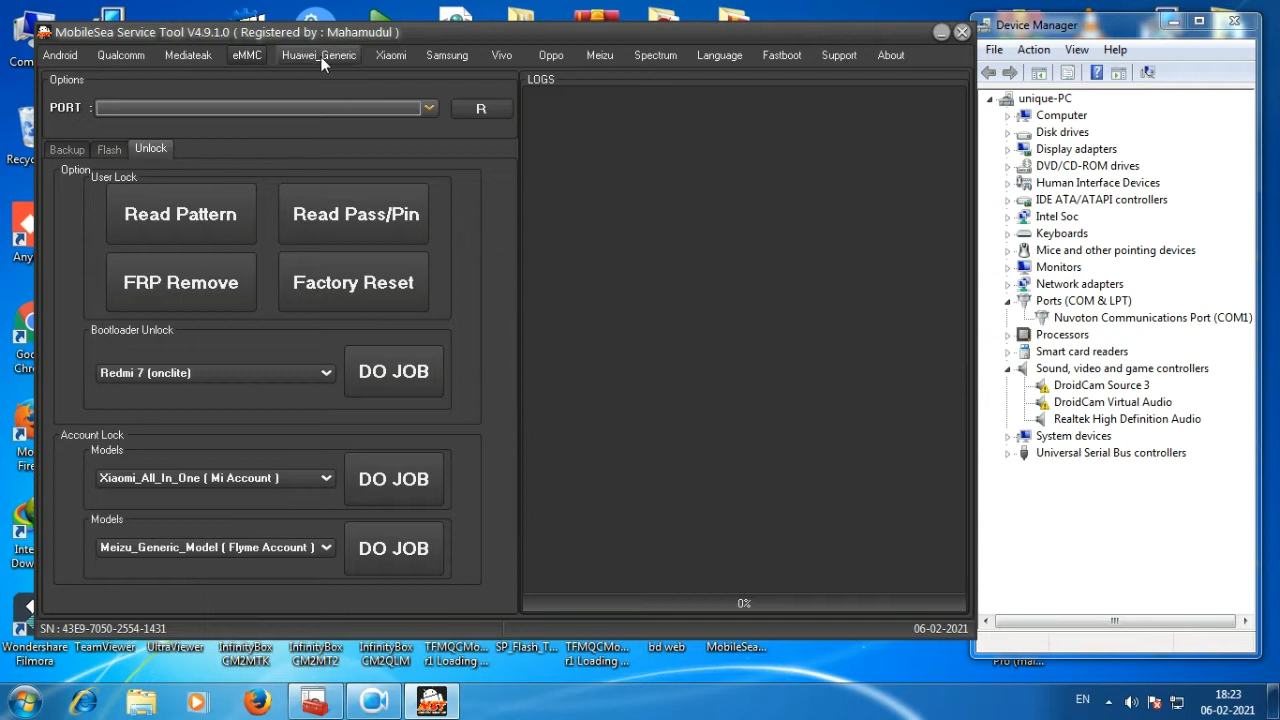 MobileSea Service Tool V4.9.10 (
Android
Qualcomm
Mediateak
eMMC
Xiaomi
Samsung
Vivo
Meizu
Spectrum
Language
Fastboot
Support
About
Options
PORT :
R
Backup
Flash
Unlock
Option
User Lock
Read Pattern
Read Pass/Pin
FRP Remove
Factory Reset
Bootloader Unlock
Redmi 7 (onclite)
DO JOB
Account Lock
Models
Xiaomi_All_In_One ( Mi Account )
DO JOB
Models
Meizu_Generic_Model ( Flyme Account )
DO JOB
LOGS
0%
SN : 43E9-7050-2554-1431
06-02-2021
Device Manager
File Action View Help
unique-PC
Computer
Disk drives
Display adapters
DVD/CD-ROM drives
Human Interface Devices
IDE ATA/ATAPI controllers
Intel Soc
Keyboards
Mice and other pointing devices
Monitors
Network adapters
Ports (COM & LPT)
Nuvoton Communications Port (COM1)
Processors
Smart card readers
Sound, video and game controllers
DroidCam Source 3
DroidCam Virtual Audio
Realtek High Definition Audio
System devices
Universal Serial Bus controllers
Wondershare
Filmora
TeamViewer
UltraViewer
InfinityBox
CM2MTK
InfinityBox
CM2MT2
InfinityBox
CM2QLM
TFMQCMo...
r1 Loading ...
SP_Flash_T...
TFMQCMo...
r1 Loading ...
bd web
MobileSea...
EN
18:23
06-02-2021